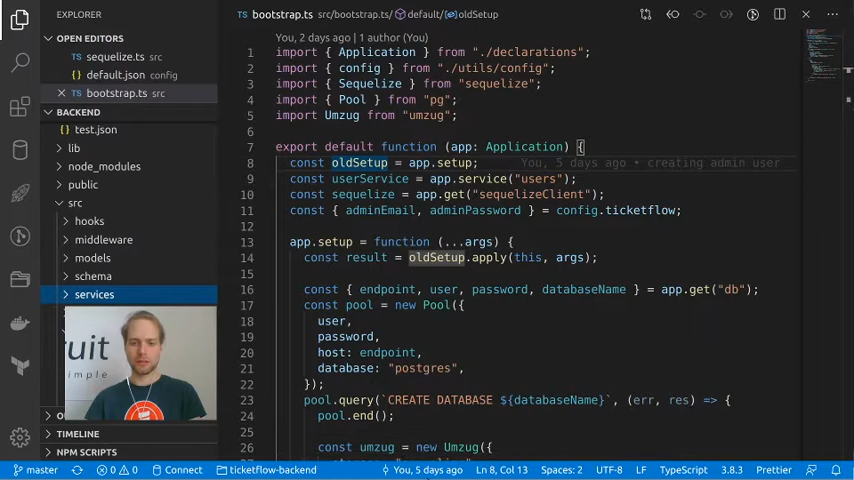 EXPLORER
bootstrap.ts src/bootstrap.ts/ default/ oldSetup
OPEN EDITORS
sequelize.ts src
default.json config
bootstrap.ts src
BACKEND
test.json
lib
node_modules
public
src
hooks
middleware
models
schema
services
OUTLINE
TIMELINE
NPM SCRIPTS
You, 2 days ago | 1 author (You)
1 import { Application } from "./declarations";
2 import { config } from "./utils/config";
3 import { Sequelize } from "sequelize";
4 import { Pool } from "pg";
5 import Umzug from "umzug";
6
7 export default function (app: Application) {
8 const oldSetup = app.setup; You, 5 days ago • creating admin user
9 const userService = app.service("users");
10 const sequelize = app.get("sequelizeClient");
11 const { adminEmail, adminPassword } = config.ticketflow;
12
13 app.setup = function (...args) {
14 const result = oldSetup.apply(this, args);
15
16 const { endpoint, user, password, databaseName } = app.get("db");
17 const pool = new Pool({
18 user,
19 password,
20 host: endpoint,
21 database: "postgres",
22 });
23 pool.query(`CREATE DATABASE ${databaseName}`, (err, res) => {
24 pool.end();
25
26 const umzug = new Umzug({
master 0 0 Connect ticketflow-backend You, 5 days ago Ln 8, Col 13 Spaces: 2 UTF-8 LF TypeScript 3.8.3 Prettier